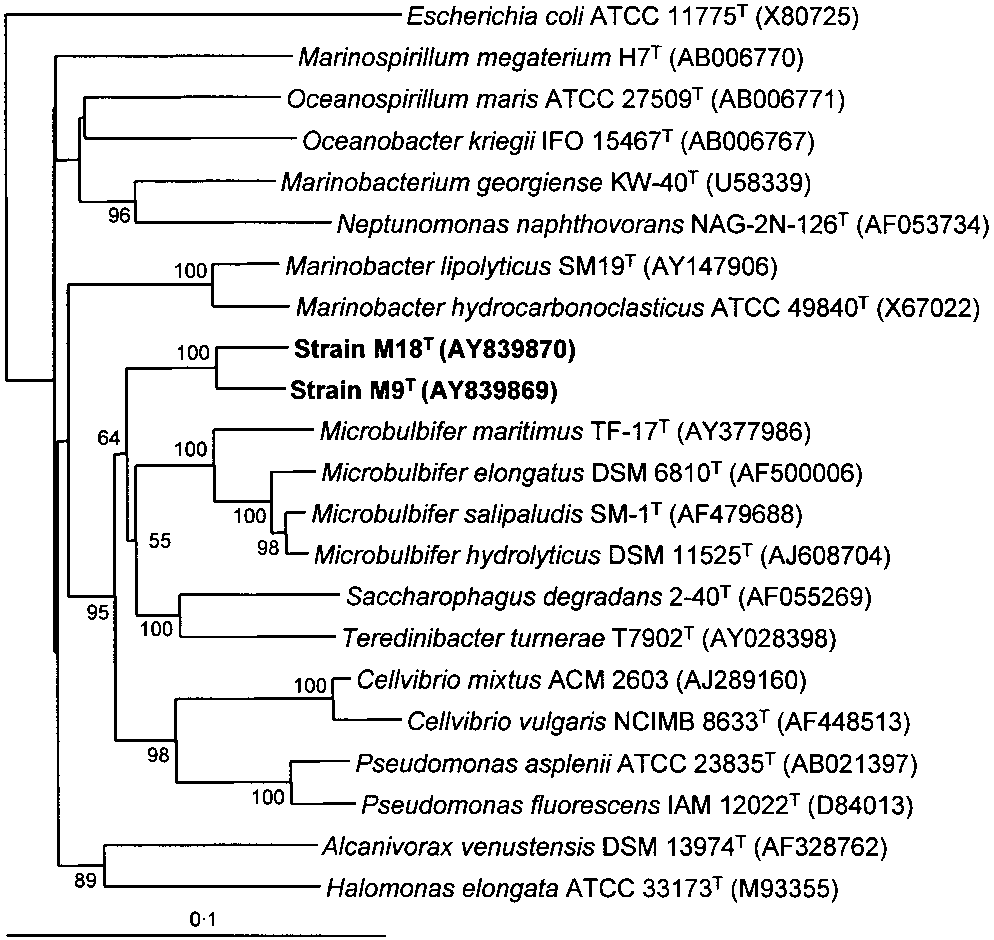 Escherichia coli ATCC 11775ᵀ (X80725)
Marinospirillum megaterium H7ᵀ (AB006770)
Oceanospirillum maris ATCC 27509ᵀ (AB006771)
Oceanobacter kriegii IFO 15467ᵀ (AB006767)
Marinobacterium georgiense KW-40ᵀ (U58339)
96
Neptunomonas naphthovorans NAG-2N-126ᵀ (AF053734)
100 Marinobacter lipolyticus SM19ᵀ (AY147906)
Marinobacter hydrocarbonoclasticus ATCC 49840ᵀ (X67022)
100 Strain M18ᵀ (AY839870)
Strain M9ᵀ (AY839869)
64
Microbulbifer maritimus TF-17ᵀ (AY377986)
100
Microbulbifer elongatus DSM 6810ᵀ (AF500006)
100 Microbulbifer salipaludis SM-1ᵀ (AF479688)
55
98 Microbulbifer hydrolyticus DSM 11525ᵀ (AJ608704)
Saccharophagus degradans 2-40ᵀ (AF055269)
95
100
Teredinibacter turnerae T7902ᵀ (AY028398)
100 Cellvibrio mixtus ACM 2603 (AJ289160)
Cellvibrio vulgaris NCIMB 8633ᵀ (AF448513)
98
Pseudomonas asplenii ATCC 23835ᵀ (AB021397)
100
Pseudomonas fluorescens IAM 12022ᵀ (D84013)
Alcanivorax venustensis DSM 13974ᵀ (AF328762)
89
Halomonas elongata ATCC 33173ᵀ (M93355)
0·1